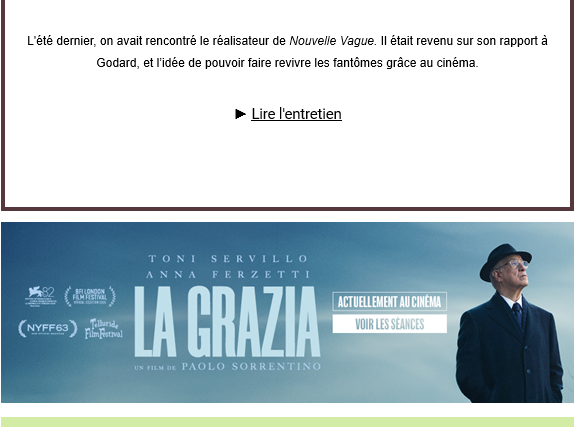 L'été dernier, on avait rencontré le réalisateur de Nouvelle Vague. Il était revenu sur son rapport à
Godard, et l'idée de pouvoir faire revivre les fantômes grâce au cinéma.
► Lire l'entretien
TONI SERVILLO
ANNA FERZETTI
LA GRAZIA
UN FILM DE PAOLO SORRENTINO
82
BFI LONDON
FILM FESTIVAL
NYFF63
Telluride
Film Festival
ACTUELLEMENT AU CINÉMA
VOIR LES SÉANCES